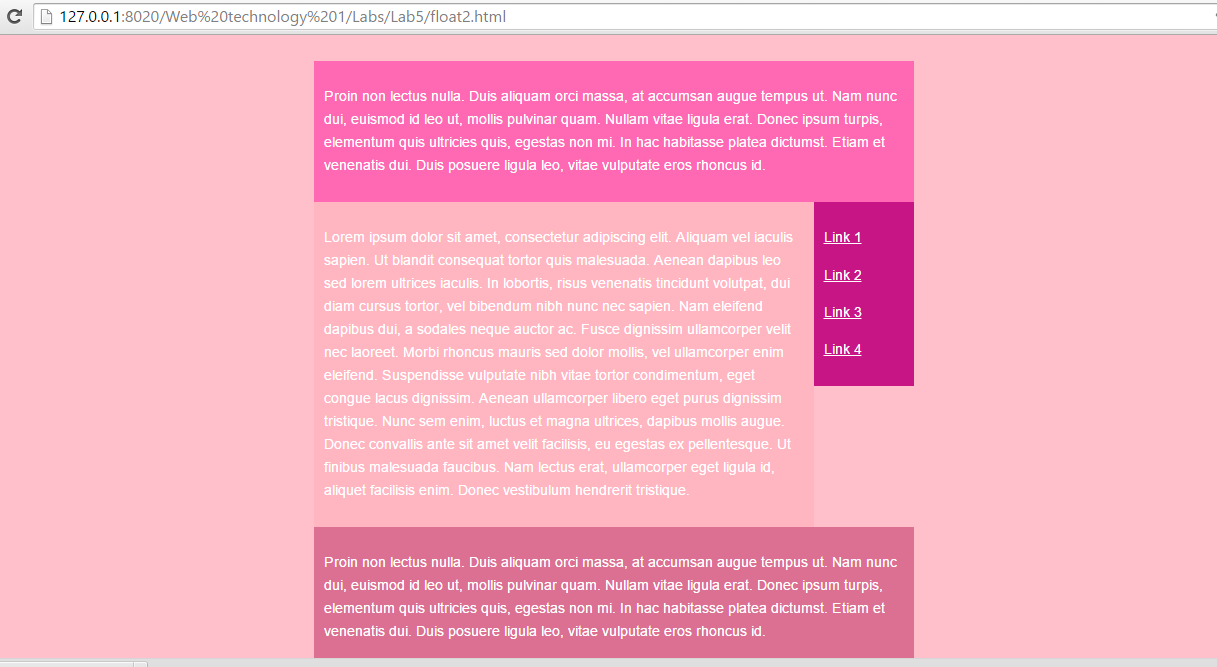 127.0.0.1:8020/Web%20technology%201/Labs/Lab5/float2.html
Proin non lectus nulla. Duis aliquam orci massa, at accumsan augue tempus ut. Nam nunc
dui, euismod id leo ut, mollis pulvinar quam. Nullam vitae ligula erat. Donec ipsum turpis,
elementum quis ultricies quis, egestas non mi. In hac habitasse platea dictumst. Etiam et
venenatis dui. Duis posuere ligula leo, vitae vulputate eros rhoncus id.
Lorem ipsum dolor sit amet, consectetur adipiscing elit. Aliquam vel iaculis
sapien. Ut blandit consequat tortor quis malesuada. Aenean dapibus leo
sed lorem ultrices iaculis. In lobortis, risus venenatis tincidunt volutpat, dui
diam cursus tortor, vel bibendum nibh nunc nec sapien. Nam eleifend
dapibus dui, a sodales neque auctor ac. Fusce dignissim ullamcorper velit
nec laoreet. Morbi rhoncus mauris sed dolor mollis, vel ullamcorper enim
eleifend. Suspendisse vulputate nibh vitae tortor condimentum, eget
congue lacus dignissim. Aenean ullamcorper libero eget purus dignissim
tristique. Nunc sem enim, luctus et magna ultrices, dapibus mollis augue.
Donec convallis ante sit amet velit facilisis, eu egestas ex pellentesque. Ut
finibus malesuada faucibus. Nam lectus erat, ullamcorper eget ligula id,
aliquet facilisis enim. Donec vestibulum hendrerit tristique.
Link 1
Link 2
Link 3
Link 4
Proin non lectus nulla. Duis aliquam orci massa, at accumsan augue tempus ut. Nam nunc
dui, euismod id leo ut, mollis pulvinar quam. Nullam vitae ligula erat. Donec ipsum turpis,
elementum quis ultricies quis, egestas non mi. In hac habitasse platea dictumst. Etiam et
venenatis dui. Duis posuere ligula leo, vitae vulputate eros rhoncus id.